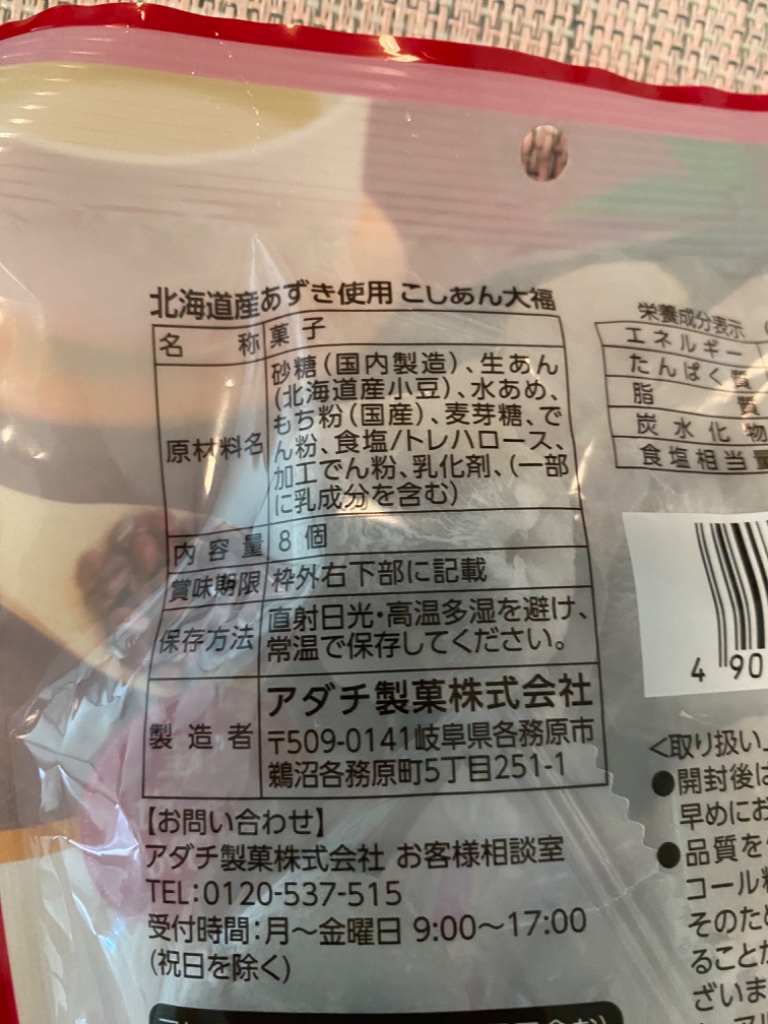 北海道産あずき使用 こしあん大福
名称 菓子
原材料名 砂糖(国内製造)、生あん
(北海道産小豆)、水あめ、
もち粉(国産)、麦芽糖、で
ん粉、食塩/トレハロース、
加工でん粉、乳化剤、(一部
に乳成分を含む)
内容量 8個
賞味期限 枠外右下部に記載
保存方法 直射日光・高温多湿を避け、
常温で保存してください。
製造者 アダチ製菓株式会社
〒509-0141岐阜県各務原市
鵜沼各務原町5丁目251-1
【お問い合わせ】
アダチ製菓株式会社 お客様相談室
TEL:0120-537-515
受付時間:月〜金曜日 9:00〜17:00
(祝日を除く)
栄養成分表示 (
エネルギー
たんぱく質
脂質
炭水化物
食塩相当量
4 90
<取り扱い
●開封後は
早めにお
●品質を
コール
そのため
ることが
ざいま